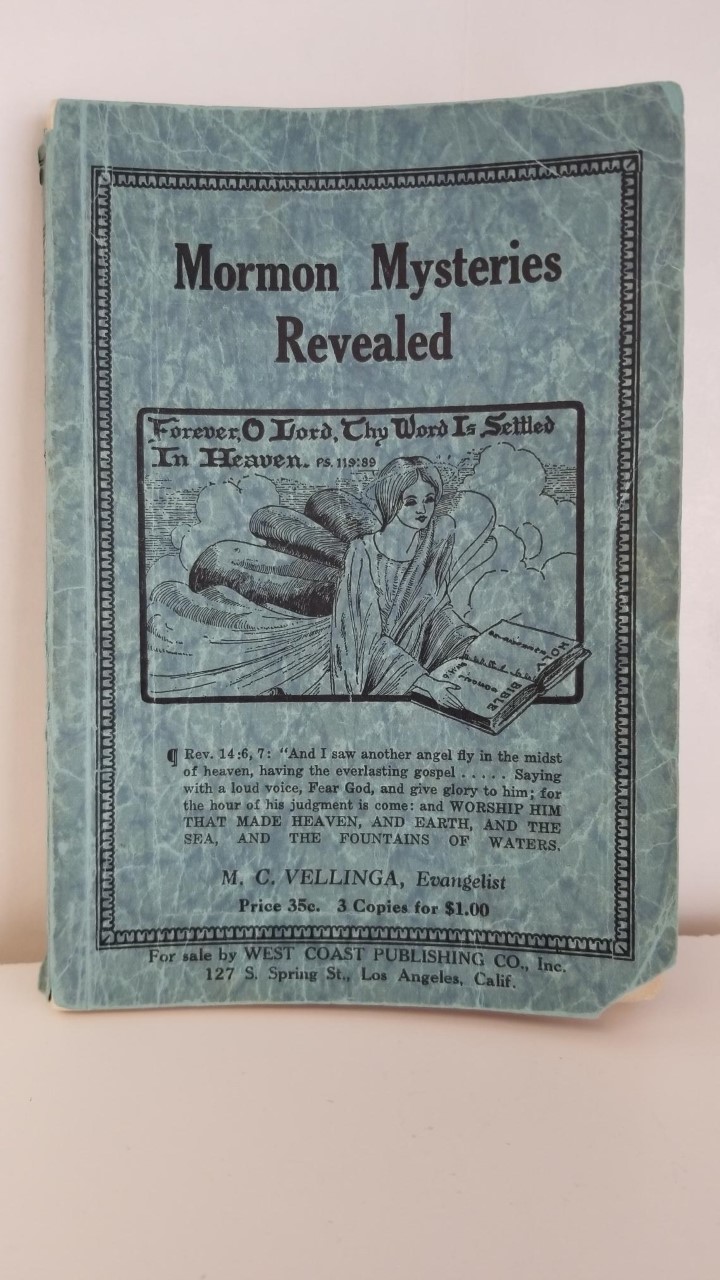 Mormon Mysteries
Revealed
Forever, O Lord, Thy Word Is Settled
In Heaven. PS. 119:89
HOLY
BIBLE
¶ Rev. 14:6, 7: "And I saw another angel fly in the midst
of heaven, having the everlasting gospel . . . . . Saying
with a loud voice, Fear God, and give glory to him; for
the hour of his judgment is come: and WORSHIP HIM
THAT MADE HEAVEN, AND EARTH, AND THE
SEA, AND THE FOUNTAINS OF WATERS.
M. C. VELLINGA, Evangelist
Price 35c. 3 Copies for $1.00
For sale by WEST COAST PUBLISHING CO., Inc.
127 S. Spring St., Los Angeles, Calif.